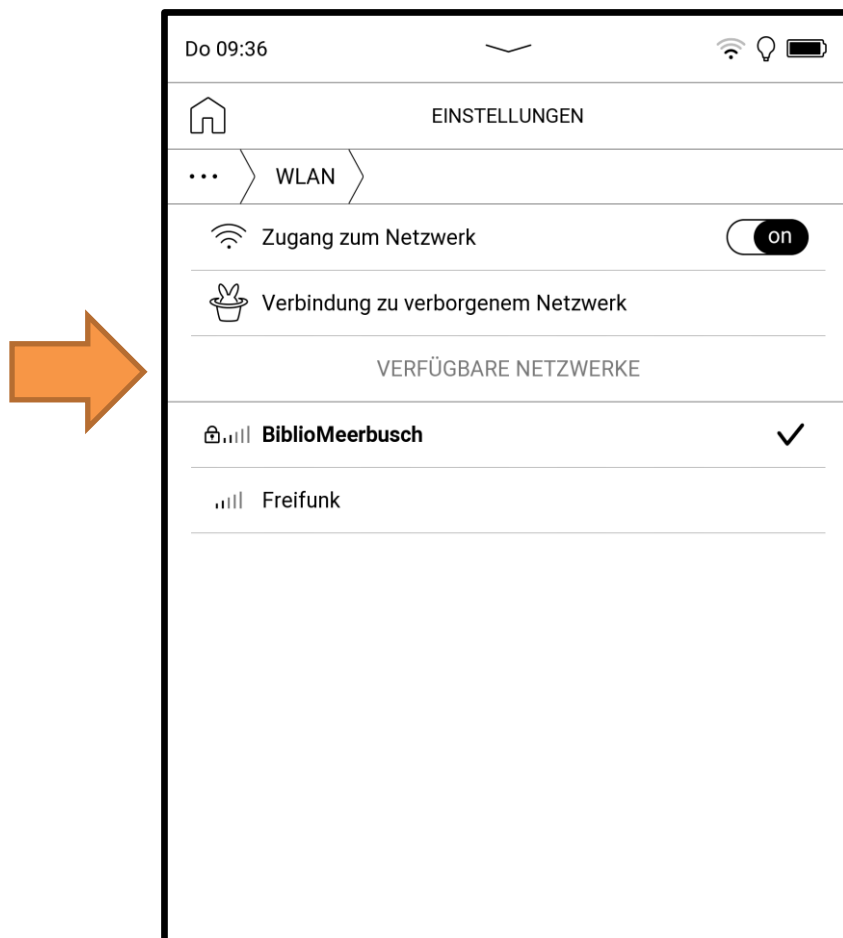 Do 09:36
EINSTELLUNGEN
... WLAN
Zugang zum Netzwerk on
Verbindung zu verborgenem Netzwerk
VERFÜGBARE NETZWERKE
BiblioMeerbusch
Freifunk